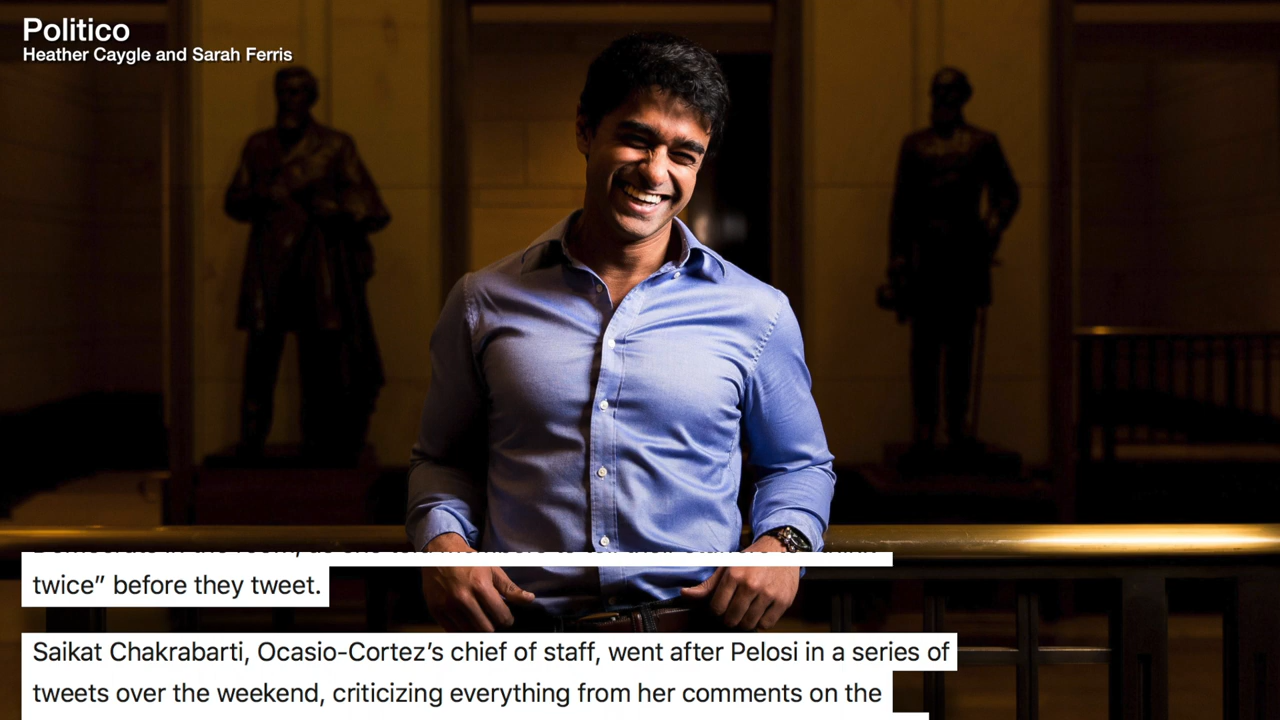 Politico
Heather Caygle and Sarah Ferris
twice” before they tweet.
Saikat Chakrabarti, Ocasio-Cortez’s chief of staff, went after Pelosi in a series of
tweets over the weekend, criticizing everything from her comments on the